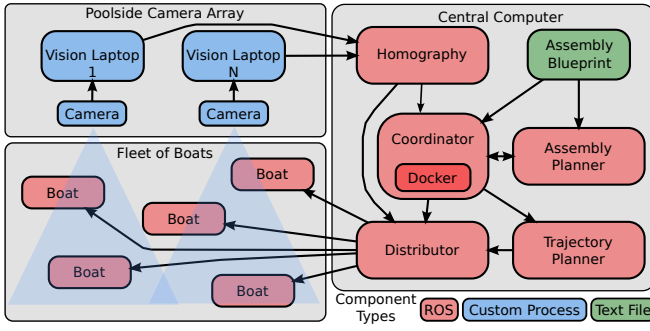 Poolside Camera Array
Vision Laptop
1
Vision Laptop
N
Camera
Camera
Fleet of Boats
Boat
Boat
Boat
Boat
Boat
Central Computer
Homography
Assembly
Blueprint
Coordinator
Docker
Assembly
Planner
Distributor
Trajectory
Planner
Component
Types
ROS
Custom Process
Text File